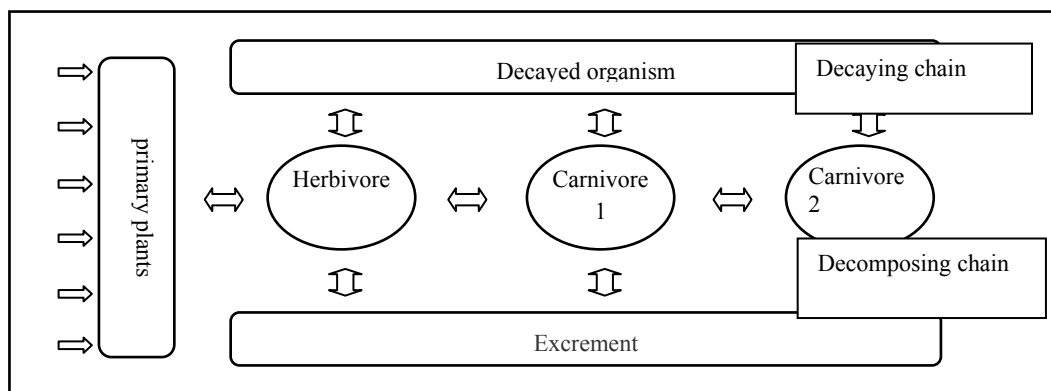 Decayed organism
Decaying chain
primary plants
Herbivore
Carnivore
1
Carnivore
2
Decomposing chain
Excrement